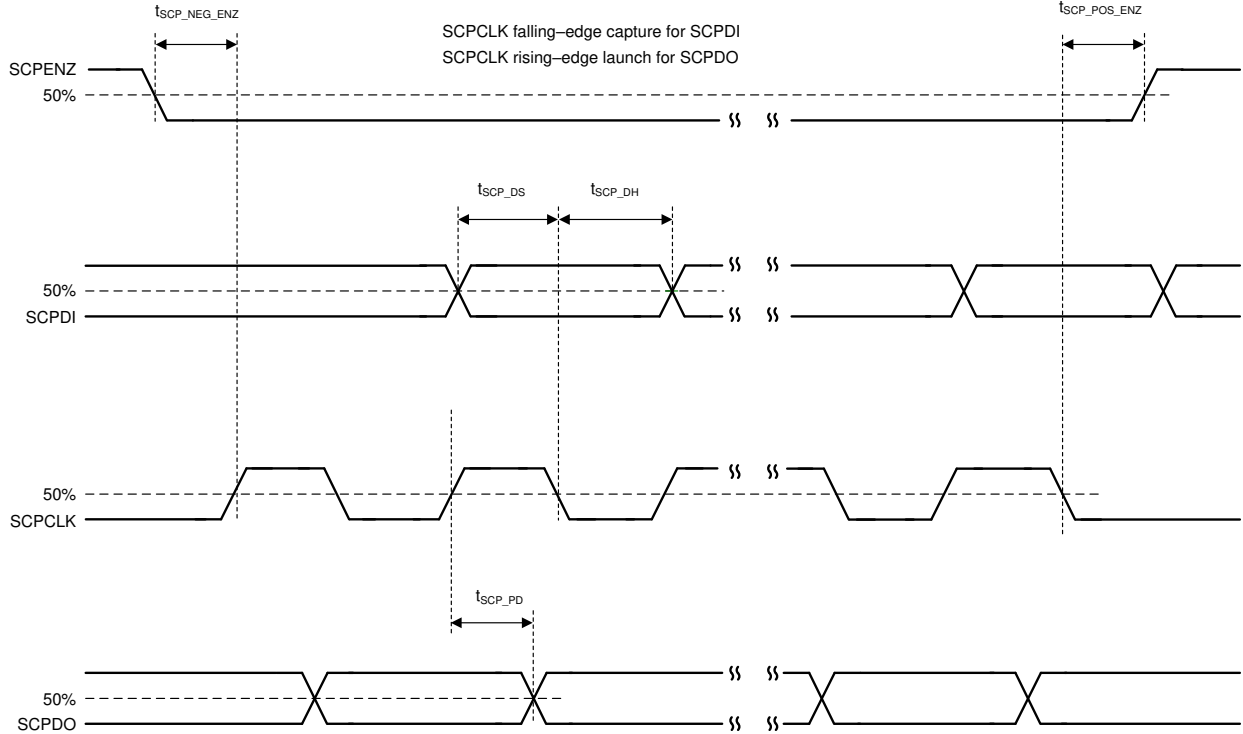 tSCP_NEG_ENZ
SCPCLK falling–edge capture for SCPDI
SCPCLK rising–edge launch for SCPDO
tSCP_POS_ENZ
SCPENZ
50%
tSCP_DS
tSCP_DH
50%
SCPDI
50%
SCPCLK
tSCP_PD
50%
SCPDO